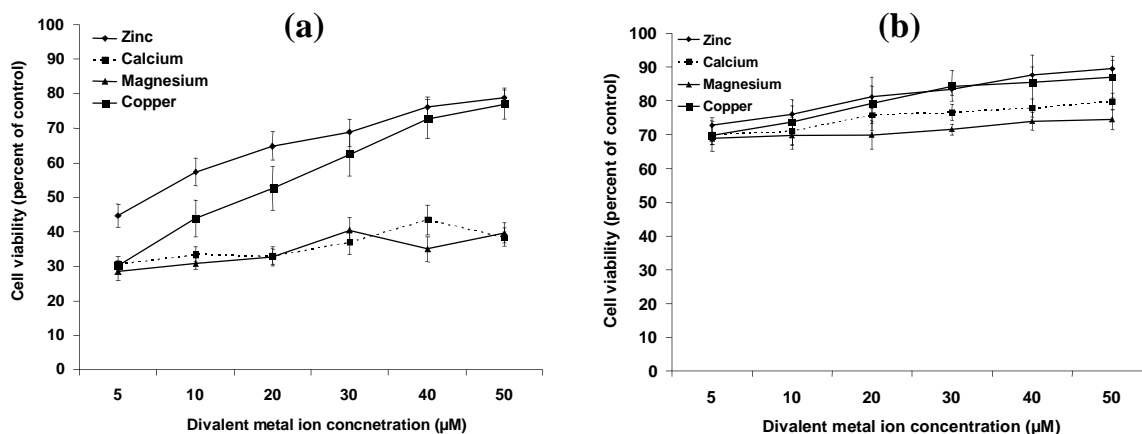 (a)
Zinc
Calcium
Magnesium
Copper
Cell viability (percent of control)
100
90
80
70
60
50
40
30
20
10
0
5 10 20 30 40 50
Divalent metal ion concnetration (µM)
(b)
Zinc
Calcium
Magnesium
Copper
Cell viability (percent of control)
100
90
80
70
60
50
40
30
20
10
0
5 10 20 30 40 50
Divalent metal ion concentration (µM)